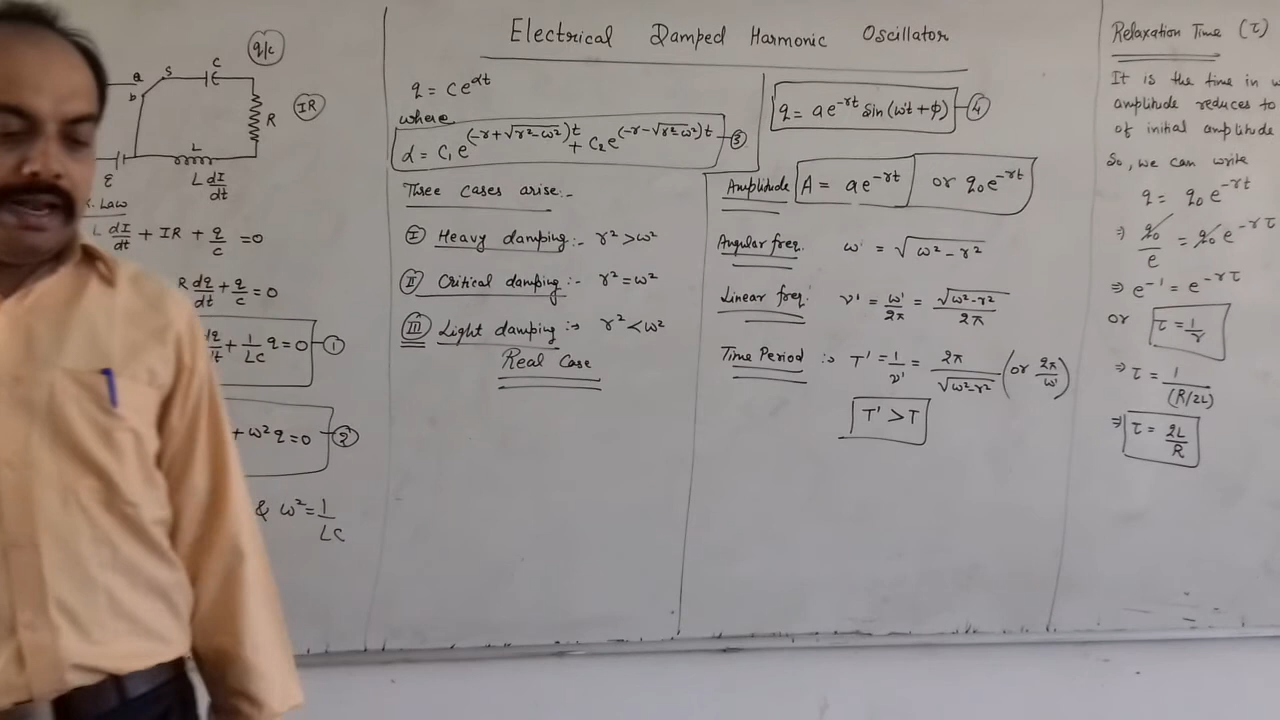 Electrical Damped Harmonic Oscillator
q/c
a
b
S
C
R
IR
L
ε
L dI/dt
Law
L dI/dt + IR + q/c = 0
R dq/dt + q/c = 0
+ 1/LC q = 0 ①
+ ω² q = 0 ②
& ω² = 1/LC
q = Ce^αt
where
α = C₁ e^(-r+√r²-ω²)t + C₂ e^(-r-√r²-ω²)t ③
Three cases arise:-
Ⓘ Heavy damping:- r² > ω²
Ⓘⓘ Critical damping:- r² = ω²
Ⓘⓘⓘ Light damping :- r² < ω²
Real Case
q = a e^-rt sin(ω't + ϕ) ④
Amplitude A = a e^-rt or q₀ e^-rt
Angular freq. ω' = √ω²-r²
Linear freq. ν' = ω'/2π = √ω²-r²/2π
Time Period :- T' = 1/ν' = 2π/√ω²-r² (or 2π/ω')
T' > T
Relaxation Time (τ)
It is the time in
amplitude reduces to
of initial amplitude
So, we can write
q = q₀ e^-rt
⇒ q₀/e = q₀ e^-rτ
⇒ e^-1 = e^-rτ
or τ = 1/r
⇒ τ = 1/(R/2L)
⇒ τ = 2L/R